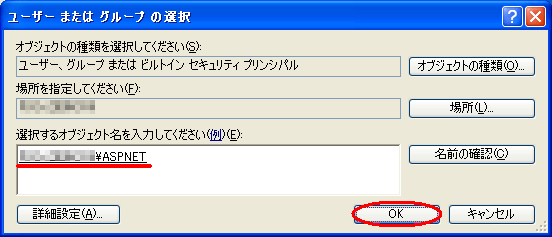 ユーザー または グループ の選択
オブジェクトの種類を選択してください(S):
ユーザー、グループ または ビルトイン セキュリティ プリンシパル
オブジェクトの種類(O)...
場所を指定してください(F):
場所(L)...
選択するオブジェクト名を入力してください(例)(E):
¥ASPNET
名前の確認(C)
詳細設定(A)...
OK
キャンセル